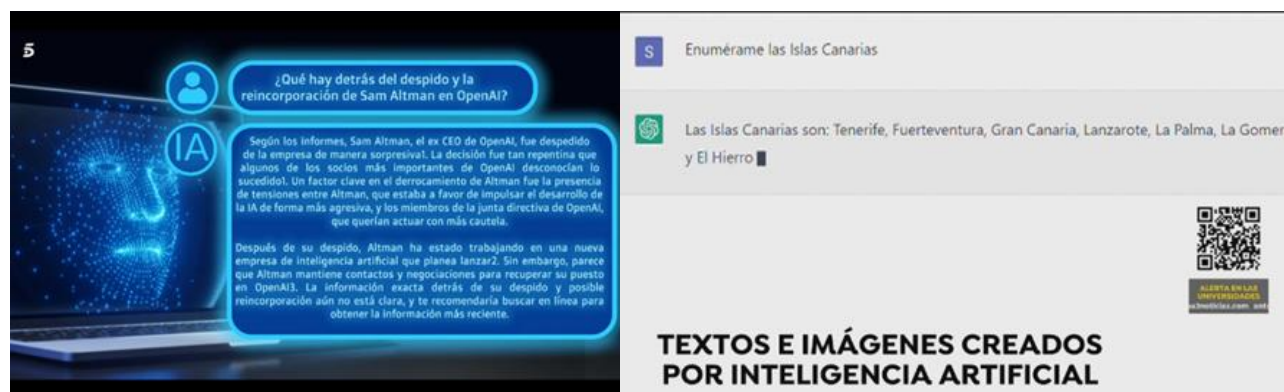 5
¿Qué hay detrás del despido y la
reincorporación de Sam Altman en OpenAI?
IA
Según los informes, Sam Altman, el ex CEO de OpenAI, fue despedido
de la empresa de manera sorpresiva1. La decisión fue tan repentina que
algunos de los socios más importantes de OpenAI desconocían lo
sucedido1. Un factor clave en el derrocamiento de Altman fue la presencia
de tensiones entre Altman, que estaba a favor de impulsar el desarrollo de
la IA de forma más agresiva, y los miembros de la junta directiva de OpenAI,
que querían actuar con más cautela.
Después de su despido, Altman ha estado trabajando en una nueva
empresa de inteligencia artificial que planea lanzar2. Sin embargo, parece
que Altman mantiene contactos y negociaciones para recuperar su puesto
en OpenAI3. La información exacta detrás de su despido y posible
reincorporación aún no está clara, y te recomendaría buscar en línea para
obtener la información más reciente.
S
Enumérame las Islas Canarias
Las Islas Canarias son: Tenerife, Fuerteventura, Gran Canaria, Lanzarote, La Palma, La Gomer
y El Hierro
ALERTA EN LAS
UNIVERSIDADES
TEXTOS E IMÁGENES CREADOS
POR INTELIGENCIA ARTIFICIAL